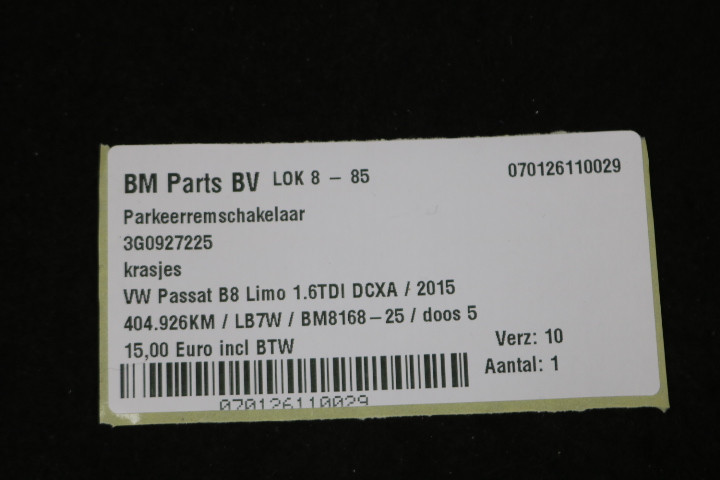 BM Parts BV LOK 8 - 85 070126110029
Parkeerremschakelaar
3G0927225
krasjes
VW Passat B8 Limo 1.6TDI DCXA / 2015
404.926KM / LB7W / BM8168-25 / doos 5
15,00 Euro incl BTW Verz: 10
Aantal: 1
070126110029